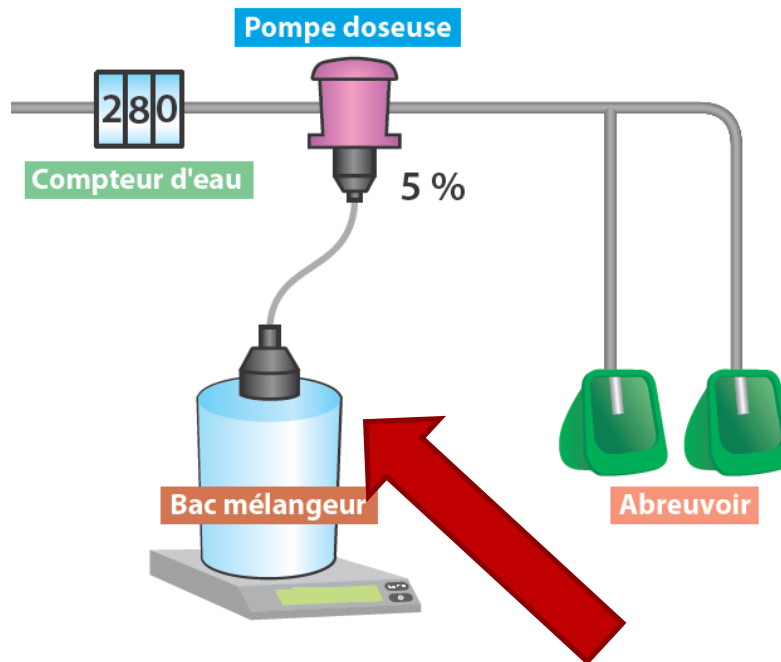 Pompe doseuse
280
Compteur d'eau
5 %
Bac mélangeur
Abreuvoir